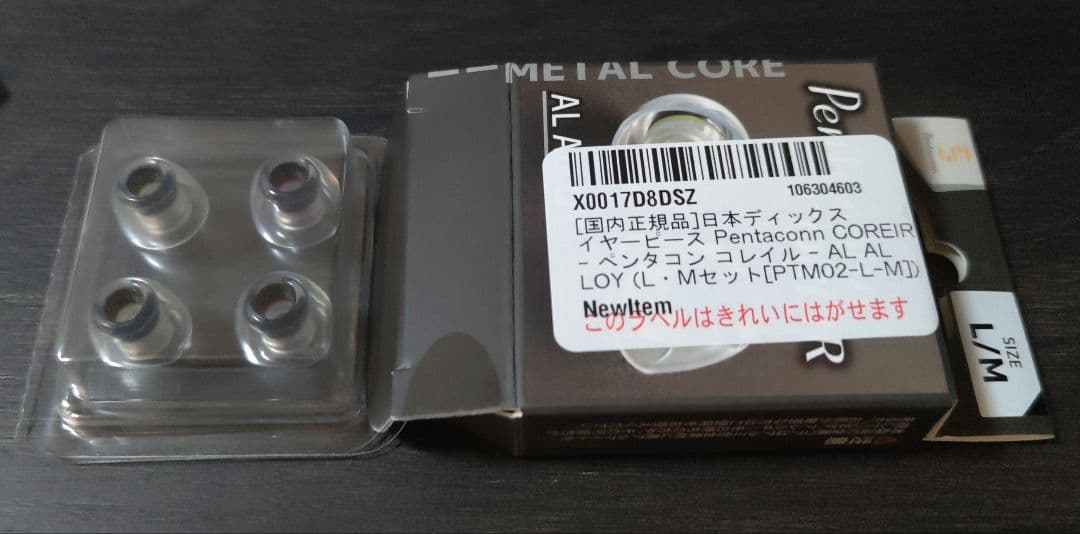 METAL CORE
AL A
Pen
R
X0017D8DSZ
106304603
[国内正規品]日本ディックス
イヤーピース Pentaconn COREIR
- ペンタコン コレイル - AL AL
LOY (L・Mセット[PTM02-L-M])
NewItem
このラベルはきれいにはがせます
SIZE
L/M